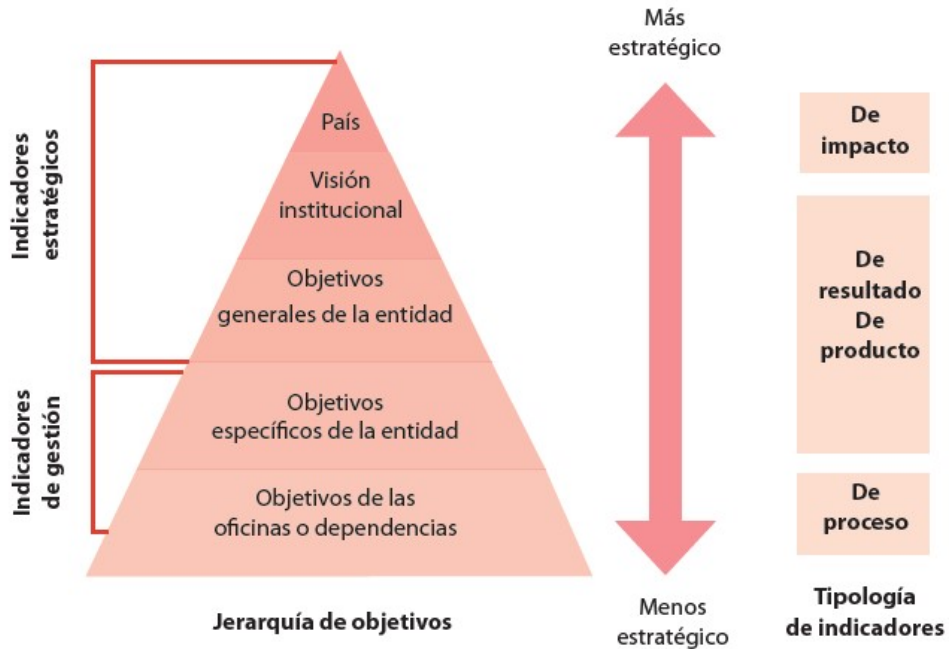 Indicadores
estratégicos
Indicadores
de gestión
País
Visión
institucional
Objetivos
generales de la entidad
Objetivos
específicos de la entidad
Objetivos de las
oficinas o dependencias
Jerarquía de objetivos
Más
estratégico
Menos
estratégico
De
impacto
De
resultado
De
producto
De
proceso
Tipología
de indicadores